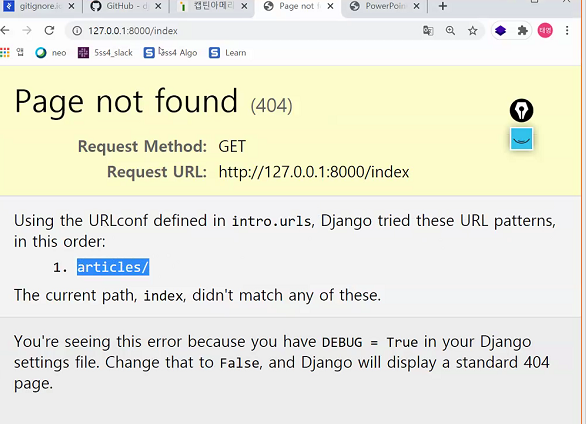 gitignore.i
GitHub - d
캡틴아메리
Page not f
PowerPoin
127.0.0.1:8000/index
앱
neo
5ss4_slack
5ss4 Algo
Learn
태영
Page not found (404)
Request Method: GET
Request URL: http://127.0.0.1:8000/index
Using the URLconf defined in intro.urls, Django tried these URL patterns,
in this order:
1. articles/
The current path, index, didn't match any of these.
You're seeing this error because you have DEBUG = True in your Django
settings file. Change that to False, and Django will display a standard 404
page.